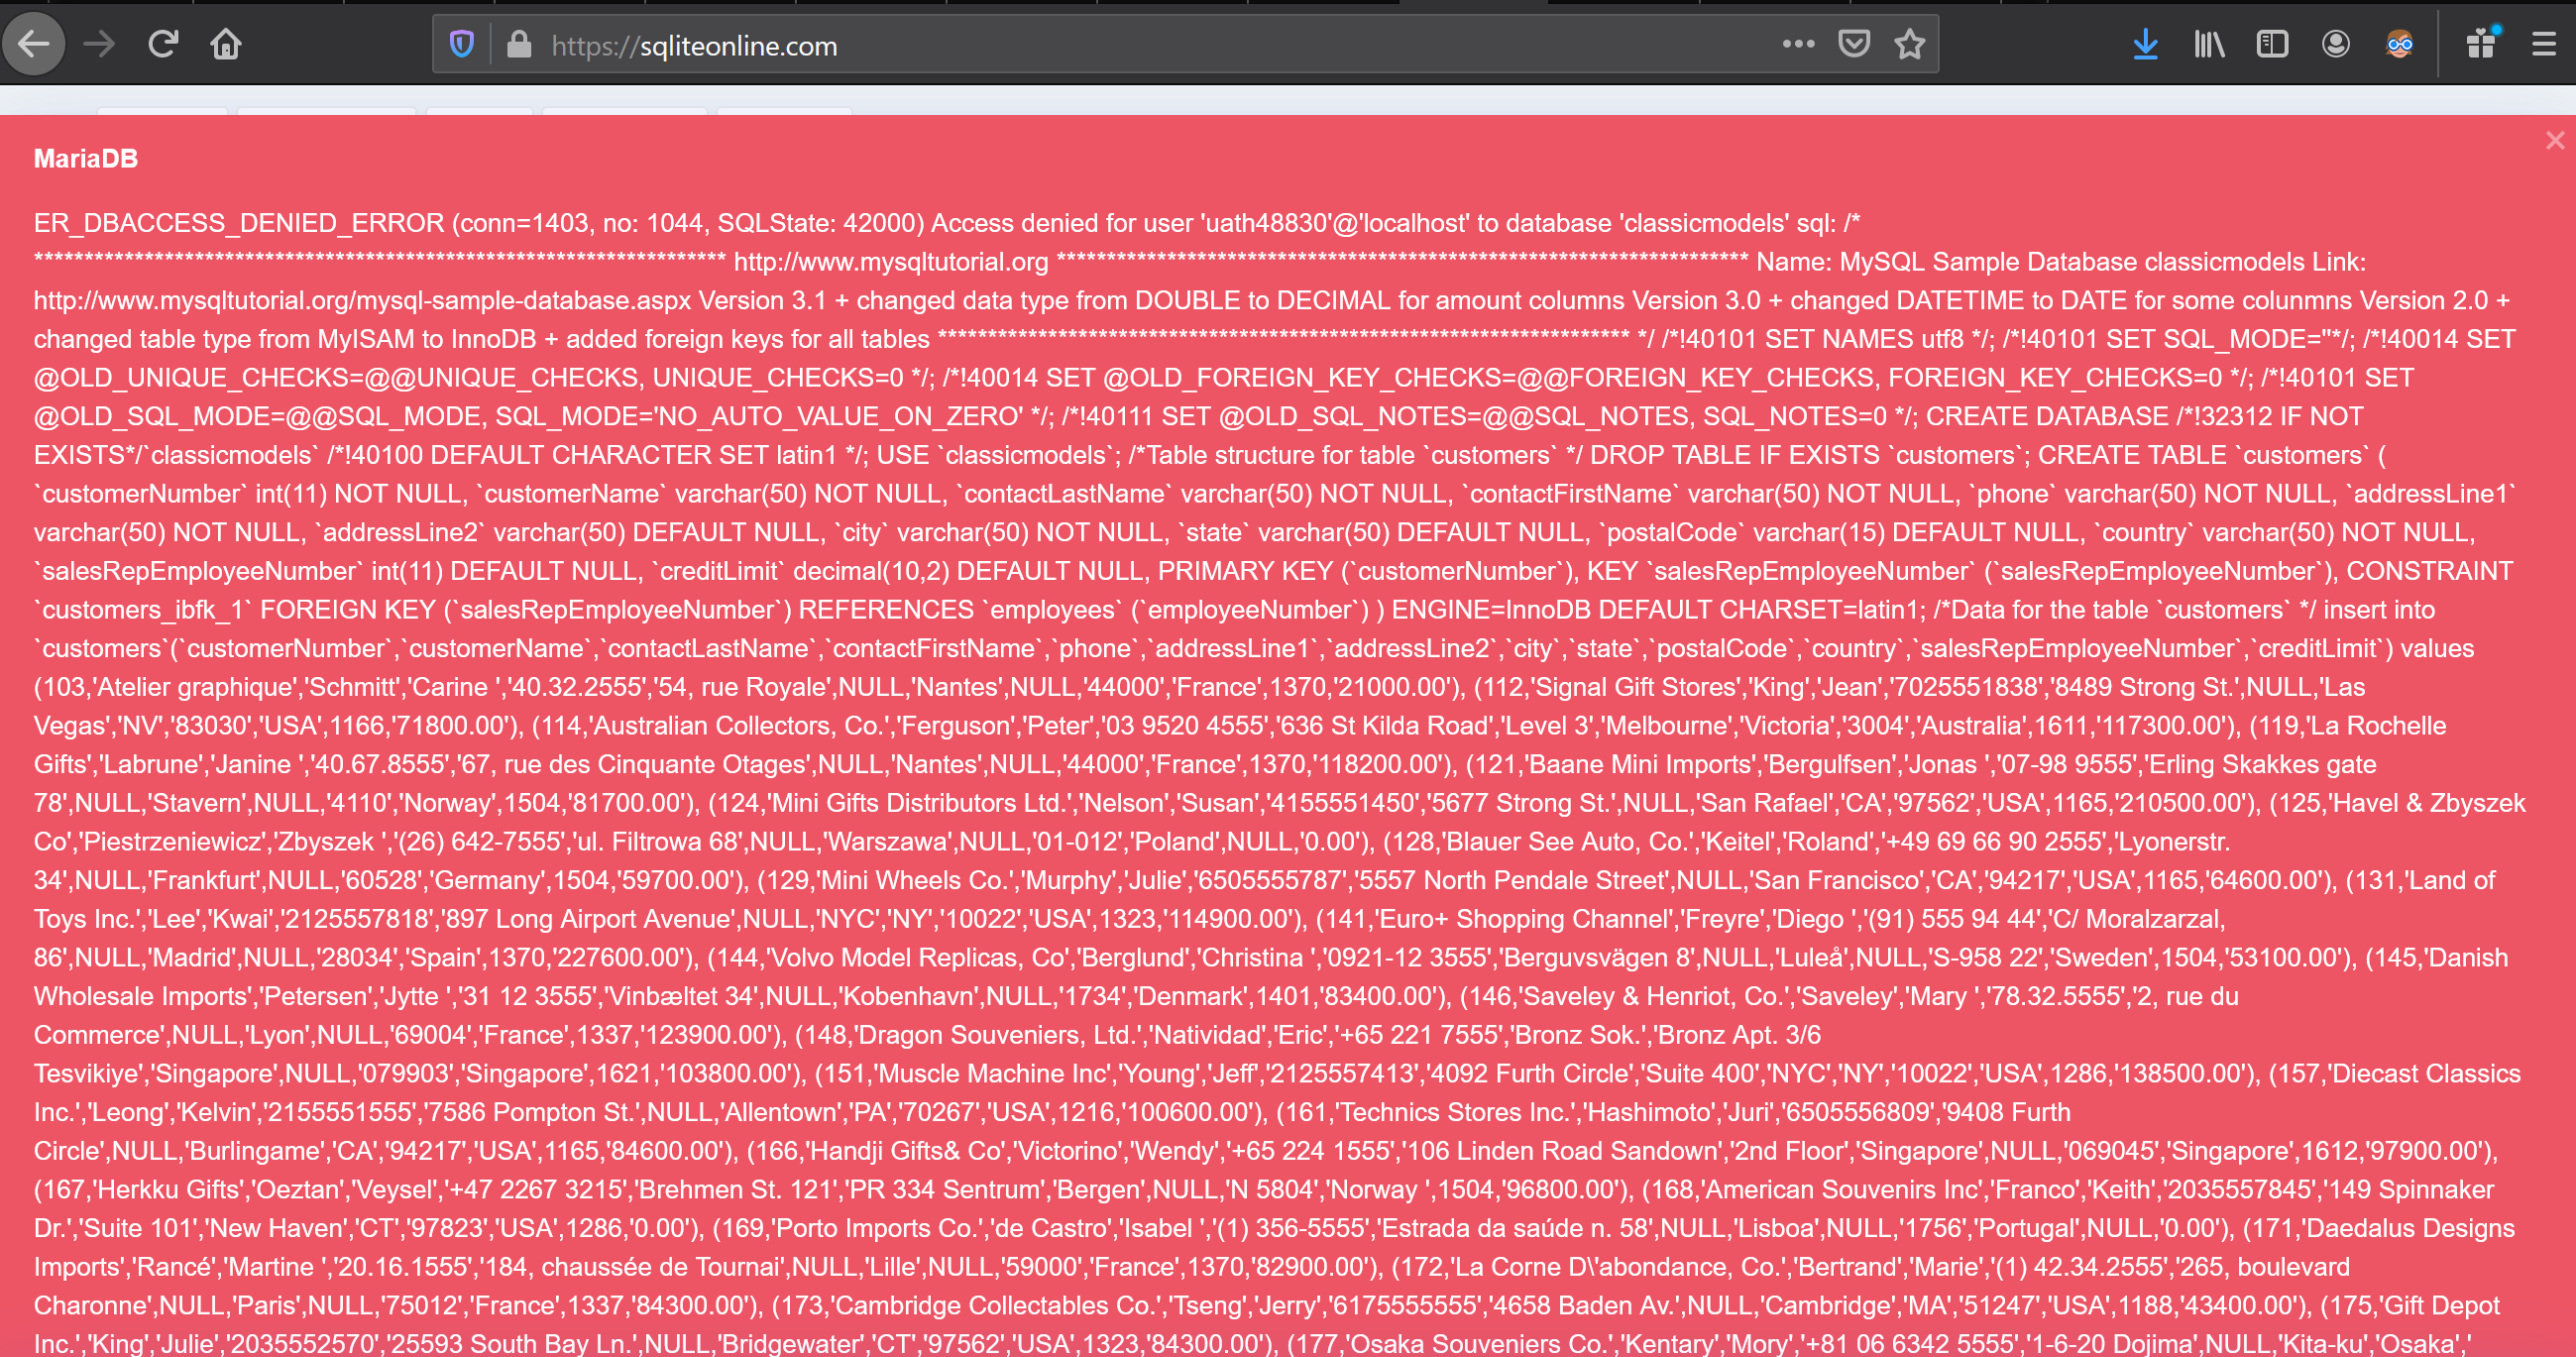 https://sqliteonline.com
MariaDB
ER_DBACCESS_DENIED_ERROR (conn=1403, no: 1044, SQLState: 42000) Access denied for user 'uath48830'@'localhost' to database 'classicmodels' sql: /*
********************************************************************* http://www.mysqltutorial.org ********************************************************************* Name: MySQL Sample Database classicmodels Link:
http://www.mysqltutorial.org/mysql-sample-database.aspx Version 3.1 + changed data type from DOUBLE to DECIMAL for amount columns Version 3.0 + changed DATETIME to DATE for some colunmns Version 2.0 +
changed table type from MyISAM to InnoDB + added foreign keys for all tables ********************************************************************* */ /*!40101 SET NAMES utf8 */; /*!40101 SET SQL_MODE=''*/; /*!40014 SET
@OLD_UNIQUE_CHECKS=@@UNIQUE_CHECKS, UNIQUE_CHECKS=0 */; /*!40014 SET @OLD_FOREIGN_KEY_CHECKS=@@FOREIGN_KEY_CHECKS, FOREIGN_KEY_CHECKS=0 */; /*!40101 SET
@OLD_SQL_MODE=@@SQL_MODE, SQL_MODE='NO_AUTO_VALUE_ON_ZERO' */; /*!40111 SET @OLD_SQL_NOTES=@@SQL_NOTES, SQL_NOTES=0 */; CREATE DATABASE /*!32312 IF NOT
EXISTS*/`classicmodels` /*!40100 DEFAULT CHARACTER SET latin1 */; USE `classicmodels`; /*Table structure for table `customers` */ DROP TABLE IF EXISTS `customers`; CREATE TABLE `customers` (
`customerNumber` int(11) NOT NULL, `customerName` varchar(50) NOT NULL, `contactLastName` varchar(50) NOT NULL, `contactFirstName` varchar(50) NOT NULL, `phone` varchar(50) NOT NULL, `addressLine1`
varchar(50) NOT NULL, `addressLine2` varchar(50) DEFAULT NULL, `city` varchar(50) NOT NULL, `state` varchar(50) DEFAULT NULL, `postalCode` varchar(15) DEFAULT NULL, `country` varchar(50) NOT NULL,
`salesRepEmployeeNumber` int(11) DEFAULT NULL, `creditLimit` decimal(10,2) DEFAULT NULL, PRIMARY KEY (`customerNumber`), KEY `salesRepEmployeeNumber` (`salesRepEmployeeNumber`), CONSTRAINT
`customers_ibfk_1` FOREIGN KEY (`salesRepEmployeeNumber`) REFERENCES `employees` (`employeeNumber`) ) ENGINE=InnoDB DEFAULT CHARSET=latin1; /*Data for the table `customers` */ insert into
`customers`(`customerNumber`,`customerName`,`contactLastName`,`contactFirstName`,`phone`,`addressLine1`,`addressLine2`,`city`,`state`,`postalCode`,`country`,`salesRepEmployeeNumber`,`creditLimit`) values
(103,'Atelier graphique','Schmitt','Carine ','40.32.2555','54, rue Royale',NULL,'Nantes',NULL,'44000','France',1370,'21000.00'), (112,'Signal Gift Stores','King','Jean','7025551838','8489 Strong St.',NULL,'Las
Vegas','NV','83030','USA',1166,'71800.00'), (114,'Australian Collectors, Co.','Ferguson','Peter','03 9520 4555','636 St Kilda Road','Level 3','Melbourne','Victoria','3004','Australia',1611,'117300.00'), (119,'La Rochelle
Gifts','Labrune','Janine ','40.67.8555','67, rue des Cinquante Otages',NULL,'Nantes',NULL,'44000','France',1370,'118200.00'), (121,'Baane Mini Imports','Bergulfsen','Jonas ','07-98 9555','Erling Skakkes gate
78',NULL,'Stavern',NULL,'4110','Norway',1504,'81700.00'), (124,'Mini Gifts Distributors Ltd.','Nelson','Susan','4155551450','5677 Strong St.',NULL,'San Rafael','CA','97562','USA',1165,'210500.00'), (125,'Havel & Zbyszek
Co','Piestrzeniewicz','Zbyszek ','(26) 642-7555','ul. Filtrowa 68',NULL,'Warszawa',NULL,'01-012','Poland',NULL,'0.00'), (128,'Blauer See Auto, Co.','Keitel','Roland','+49 69 66 90 2555','Lyonerstr.
34',NULL,'Frankfurt',NULL,'60528','Germany',1504,'59700.00'), (129,'Mini Wheels Co.','Murphy','Julie','6505555787','5557 North Pendale Street',NULL,'San Francisco','CA','94217','USA',1165,'64600.00'), (131,'Land of
Toys Inc.','Lee','Kwai','2125557818','897 Long Airport Avenue',NULL,'NYC','NY','10022','USA',1323,'114900.00'), (141,'Euro+ Shopping Channel','Freyre','Diego ','(91) 555 94 44','C/ Moralzarzal,
86',NULL,'Madrid',NULL,'28034','Spain',1370,'227600.00'), (144,'Volvo Model Replicas, Co','Berglund','Christina ','0921-12 3555','Berguvsvägen 8',NULL,'Luleå',NULL,'S-958 22','Sweden',1504,'53100.00'), (145,'Danish
Wholesale Imports','Petersen','Jytte ','31 12 3555','Vinbæltet 34',NULL,'Kobenhavn',NULL,'1734','Denmark',1401,'83400.00'), (146,'Saveley & Henriot, Co.','Saveley','Mary ','78.32.5555','2, rue du
Commerce',NULL,'Lyon',NULL,'69004','France',1337,'123900.00'), (148,'Dragon Souveniers, Ltd.','Natividad','Eric','+65 221 7555','Bronz Sok.','Bronz Apt. 3/6
Tesvikiye','Singapore',NULL,'079903','Singapore',1621,'103800.00'), (151,'Muscle Machine Inc','Young','Jeff','2125557413','4092 Furth Circle','Suite 400','NYC','NY','10022','USA',1286,'138500.00'), (157,'Diecast Classics
Inc.','Leong','Kelvin','2155551555','7586 Pompton St.',NULL,'Allentown','PA','70267','USA',1216,'100600.00'), (161,'Technics Stores Inc.','Hashimoto','Juri','6505556809','9408 Furth
Circle',NULL,'Burlingame','CA','94217','USA',1165,'84600.00'), (166,'Handji Gifts& Co','Victorino','Wendy','+65 224 1555','106 Linden Road Sandown','2nd Floor','Singapore',NULL,'069045','Singapore',1612,'97900.00'),
(167,'Herkku Gifts','Oeztan','Veysel','+47 2267 3215','Brehmen St. 121','PR 334 Sentrum','Bergen',NULL,'N 5804','Norway ',1504,'96800.00'), (168,'American Souvenirs Inc','Franco','Keith','2035557845','149 Spinnaker
Dr.','Suite 101','New Haven','CT','97823','USA',1286,'0.00'), (169,'Porto Imports Co.','de Castro','Isabel ','(1) 356-5555','Estrada da saúde n. 58',NULL,'Lisboa',NULL,'1756','Portugal',NULL,'0.00'), (171,'Daedalus Designs
Imports','Rancé','Martine ','20.16.1555','184, chaussée de Tournai',NULL,'Lille',NULL,'59000','France',1370,'82900.00'), (172,'La Corne D\'abondance, Co.','Bertrand','Marie','(1) 42.34.2555','265, boulevard
Charonne',NULL,'Paris',NULL,'75012','France',1337,'84300.00'), (173,'Cambridge Collectables Co.','Tseng','Jerry','6175555555','4658 Baden Av.',NULL,'Cambridge','MA','51247','USA',1188,'43400.00'), (175,'Gift Depot
Inc.','King','Julie','2035552570','25593 South Bay Ln.',NULL,'Bridgewater','CT','97562','USA',1323,'84300.00'), (177,'Osaka Souveniers Co.','Kentary','Mory','+81 06 6342 5555','1-6-20 Dojima',NULL,'Kita-ku','Osaka','